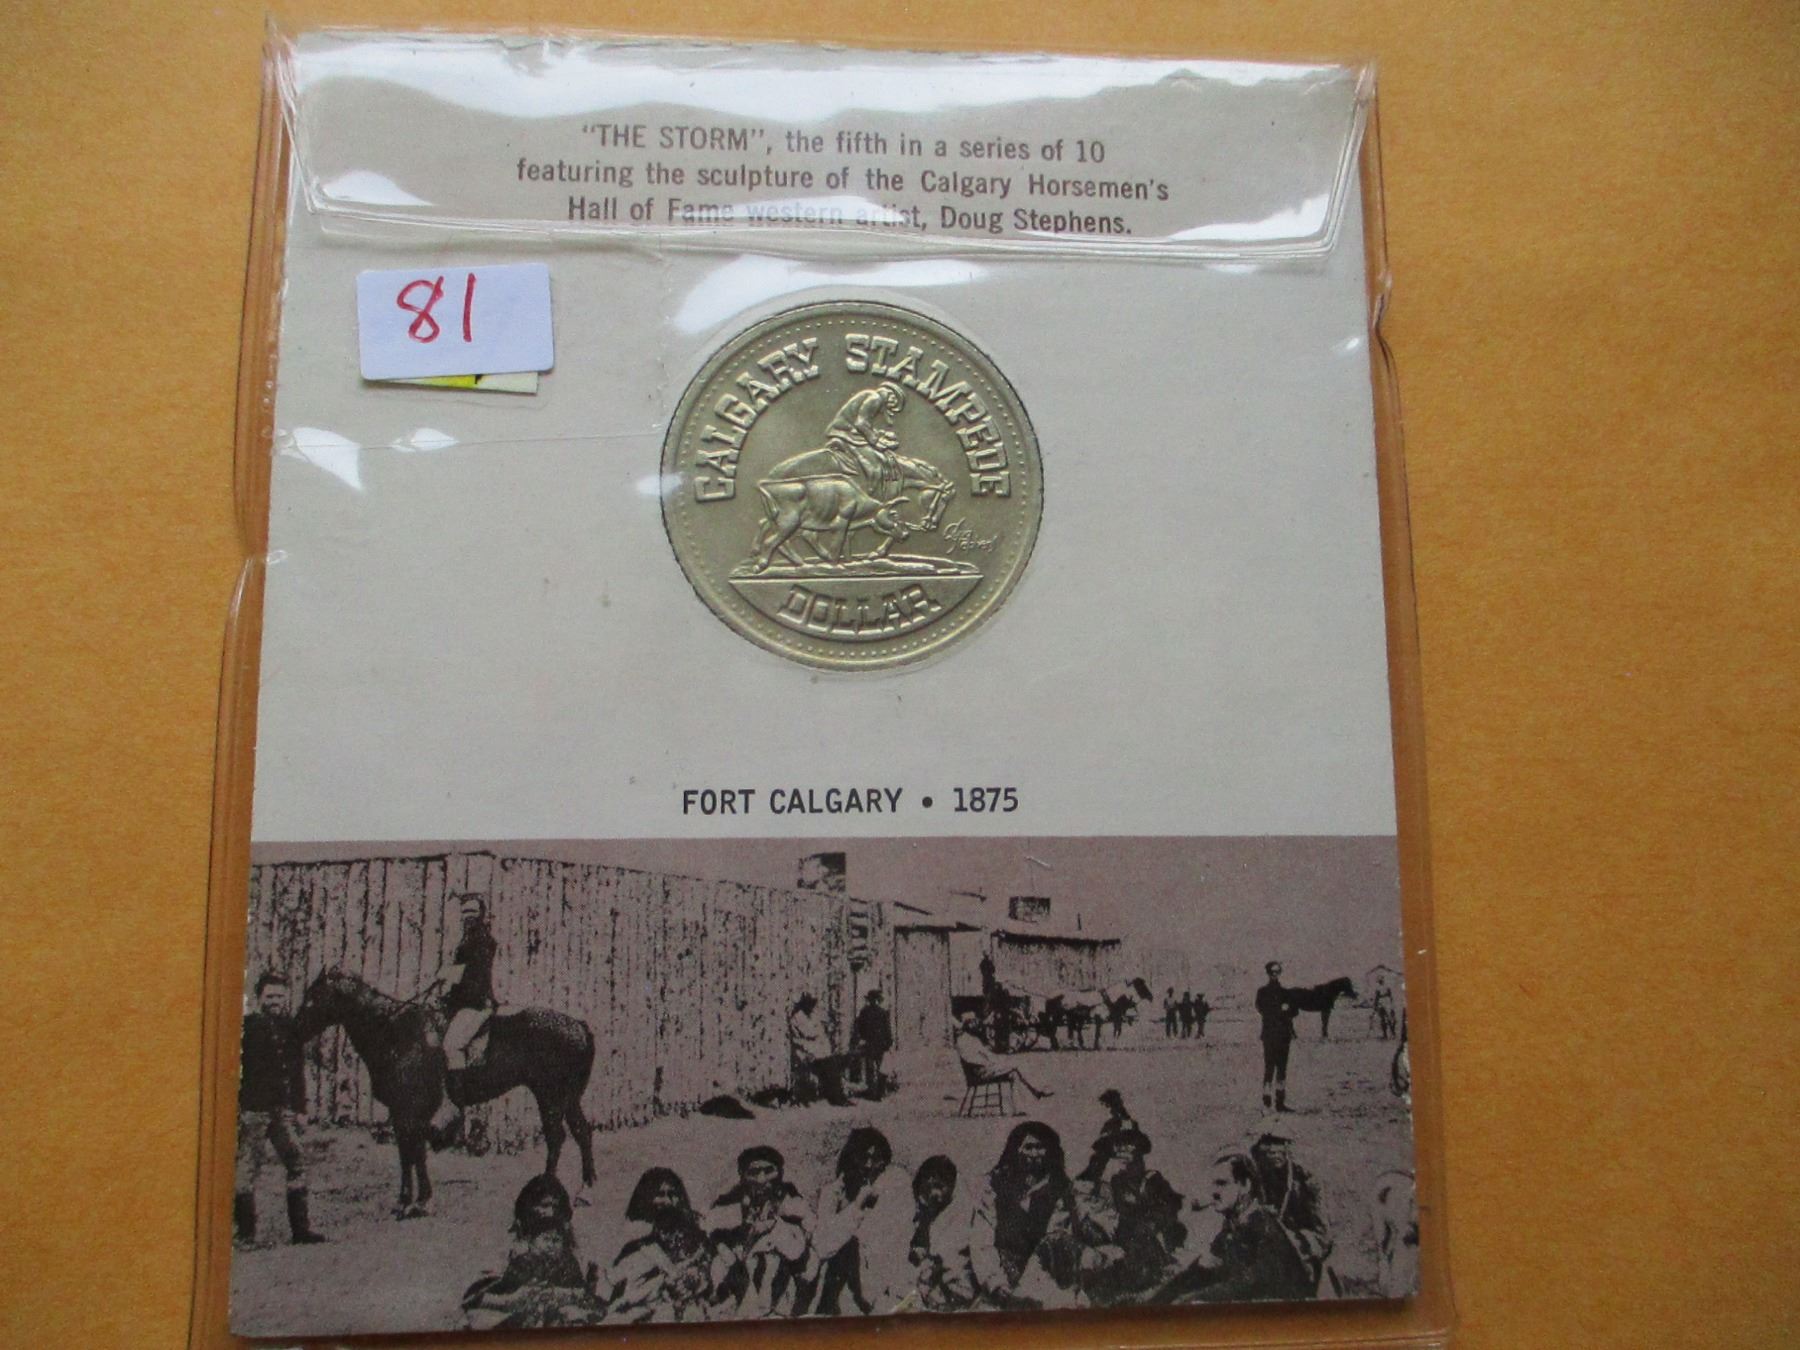 "THE STORM", the fifth in a series of 10
featuring the sculpture of the Calgary Horsemen's
Hall of Fame western artist, Doug Stephens.
81
CALGARY STAMPEDE
DOLLAR
FORT CALGARY • 1875